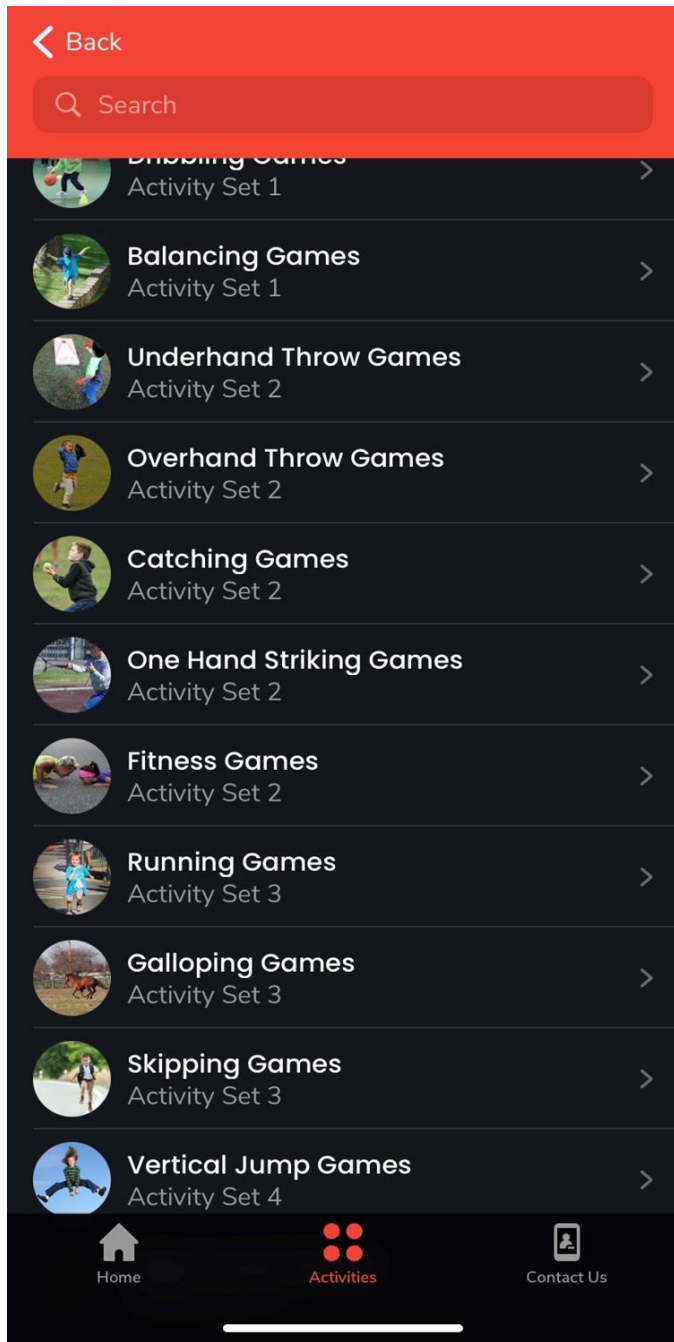 Back
Search
Dribbling Games
Activity Set 1
Balancing Games
Activity Set 1
Underhand Throw Games
Activity Set 2
Overhand Throw Games
Activity Set 2
Catching Games
Activity Set 2
One Hand Striking Games
Activity Set 2
Fitness Games
Activity Set 2
Running Games
Activity Set 3
Galloping Games
Activity Set 3
Skipping Games
Activity Set 3
Vertical Jump Games
Activity Set 4
Home
Activities
Contact Us